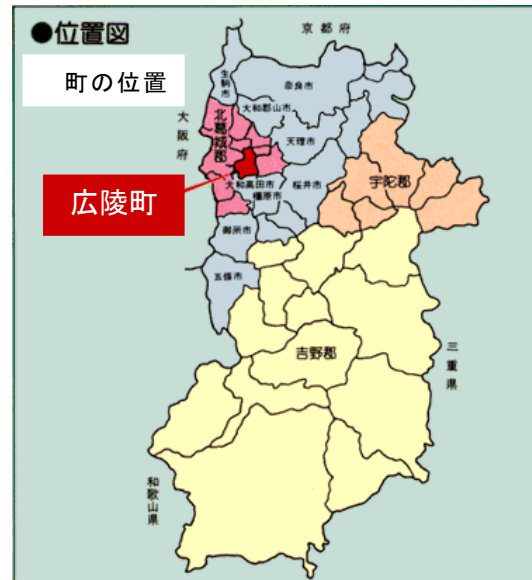 ●位置図
京都府
町の位置
生駒市
奈良市
大和郡山市
大阪府
北葛城郡
天理市
広陵町
大和高田市
橿原市
桜井市
宇陀郡
御所市
五條市
吉野郡
三重県
和歌山県